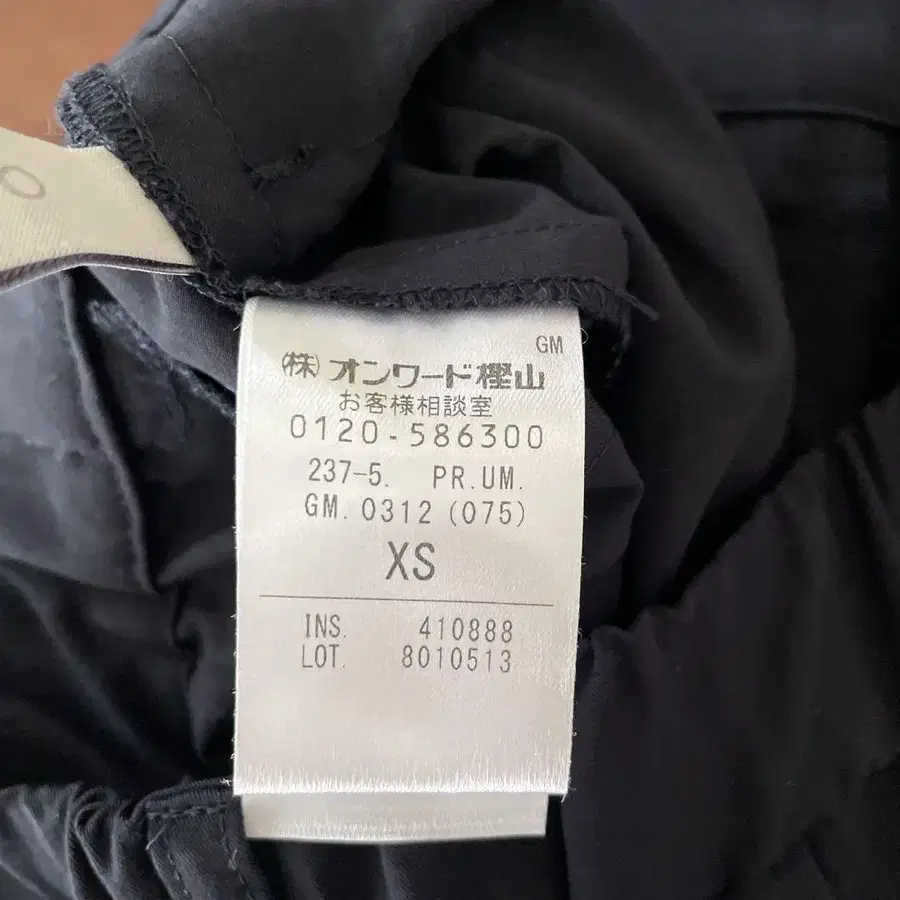 GM
(株)オンワード樫山
お客様相談室
0120-586300
237-5. PR.UM.
GM.0312(075)
XS
INS. 410888
LOT. 8010513